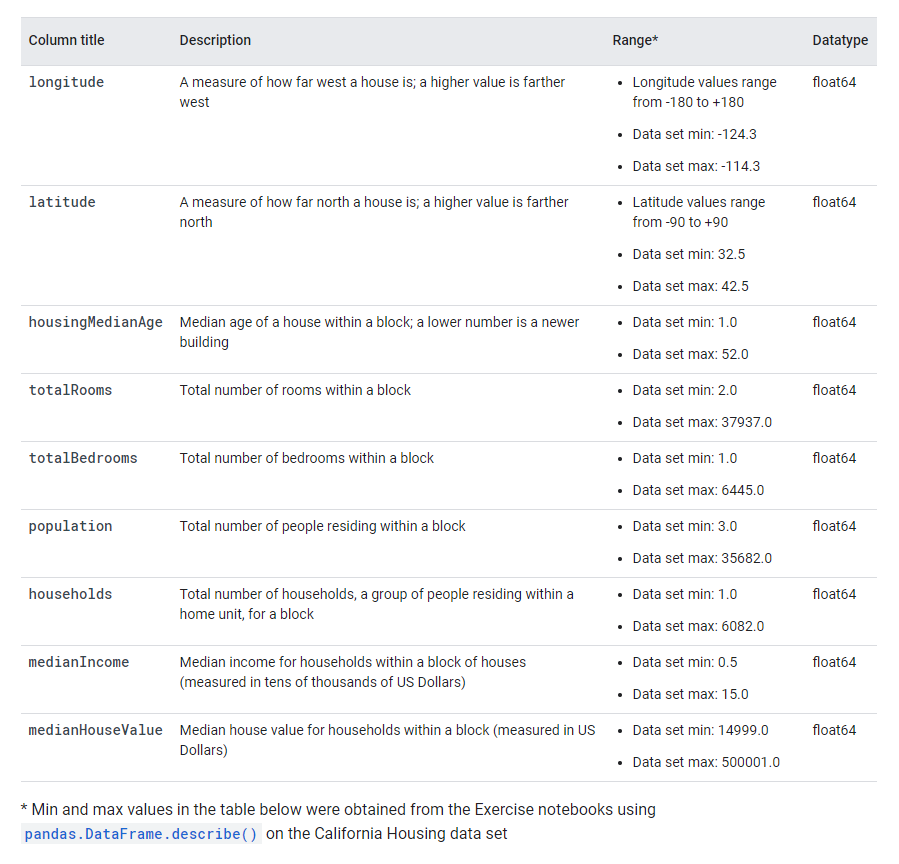 Column title Description Range* Datatype
longitude A measure of how far west a house is; a higher value is farther • Longitude values range float64
west from -180 to +180
• Data set min: -124.3
• Data set max: -114.3
latitude A measure of how far north a house is; a higher value is farther • Latitude values range float64
north from -90 to +90
• Data set min: 32.5
• Data set max: 42.5
housingMedianAge Median age of a house within a block; a lower number is a newer • Data set min: 1.0 float64
building
• Data set max: 52.0
totalRooms Total number of rooms within a block • Data set min: 2.0 float64
• Data set max: 37937.0
totalBedrooms Total number of bedrooms within a block • Data set min: 1.0 float64
• Data set max: 6445.0
population Total number of people residing within a block • Data set min: 3.0 float64
• Data set max: 35682.0
households Total number of households, a group of people residing within a • Data set min: 1.0 float64
home unit, for a block
• Data set max: 6082.0
medianIncome Median income for households within a block of houses • Data set min: 0.5 float64
(measured in tens of thousands of US Dollars)
• Data set max: 15.0
medianHouseValue Median house value for households within a block (measured in US • Data set min: 14999.0 float64
Dollars)
• Data set max: 500001.0
* Min and max values in the table below were obtained from the Exercise notebooks using
pandas.DataFrame.describe() on the California Housing data set